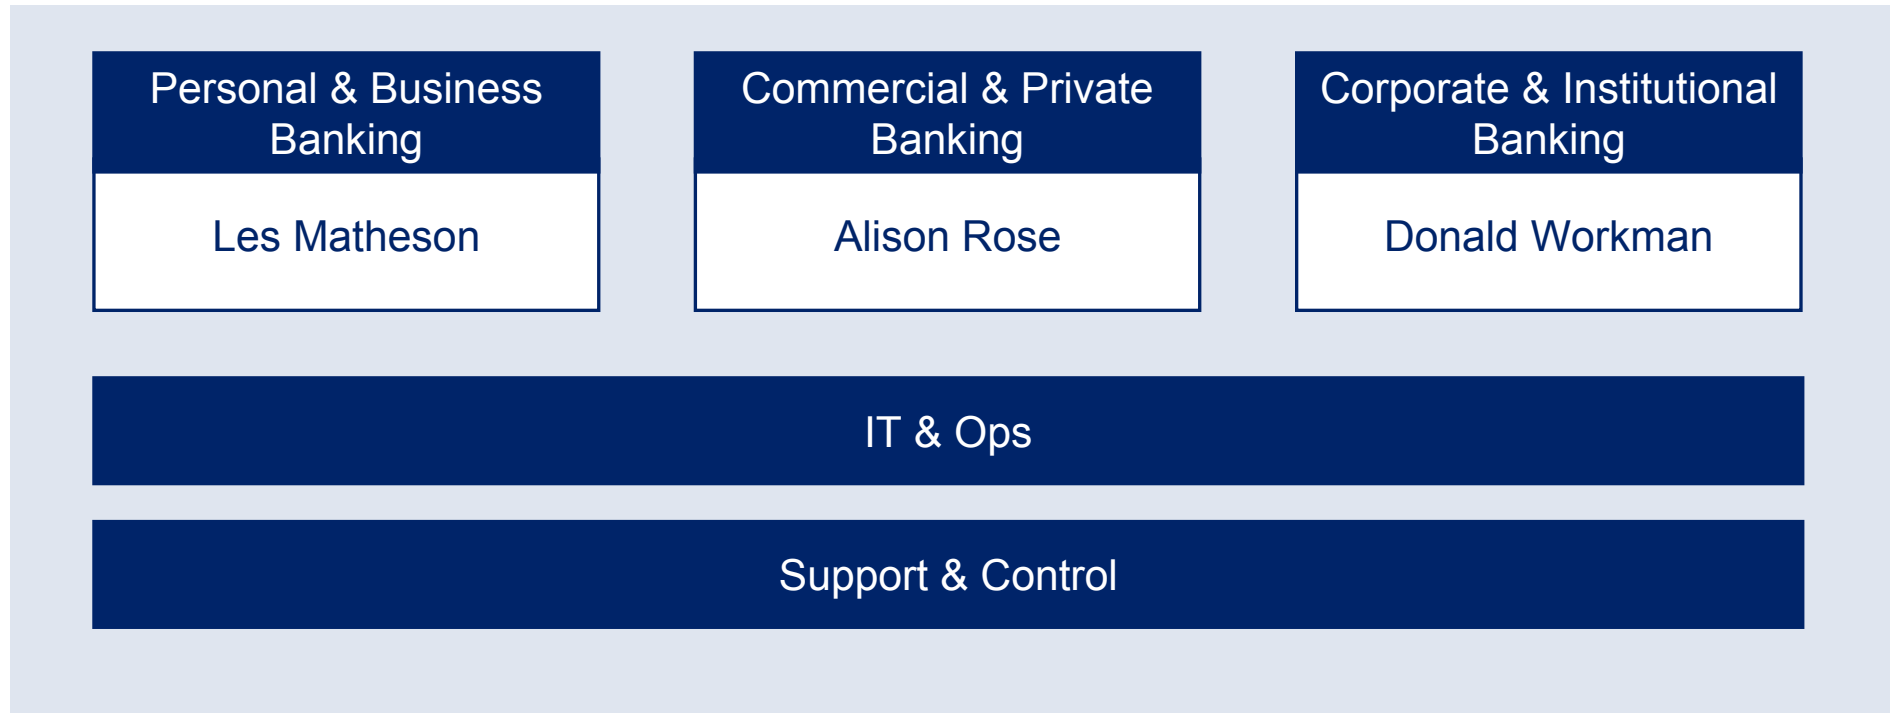 Personal & Business
Banking
Les Matheson
Commercial & Private
Banking
Alison Rose
Corporate & Institutional
Banking
Donald Workman
IT & Ops
Support & Control